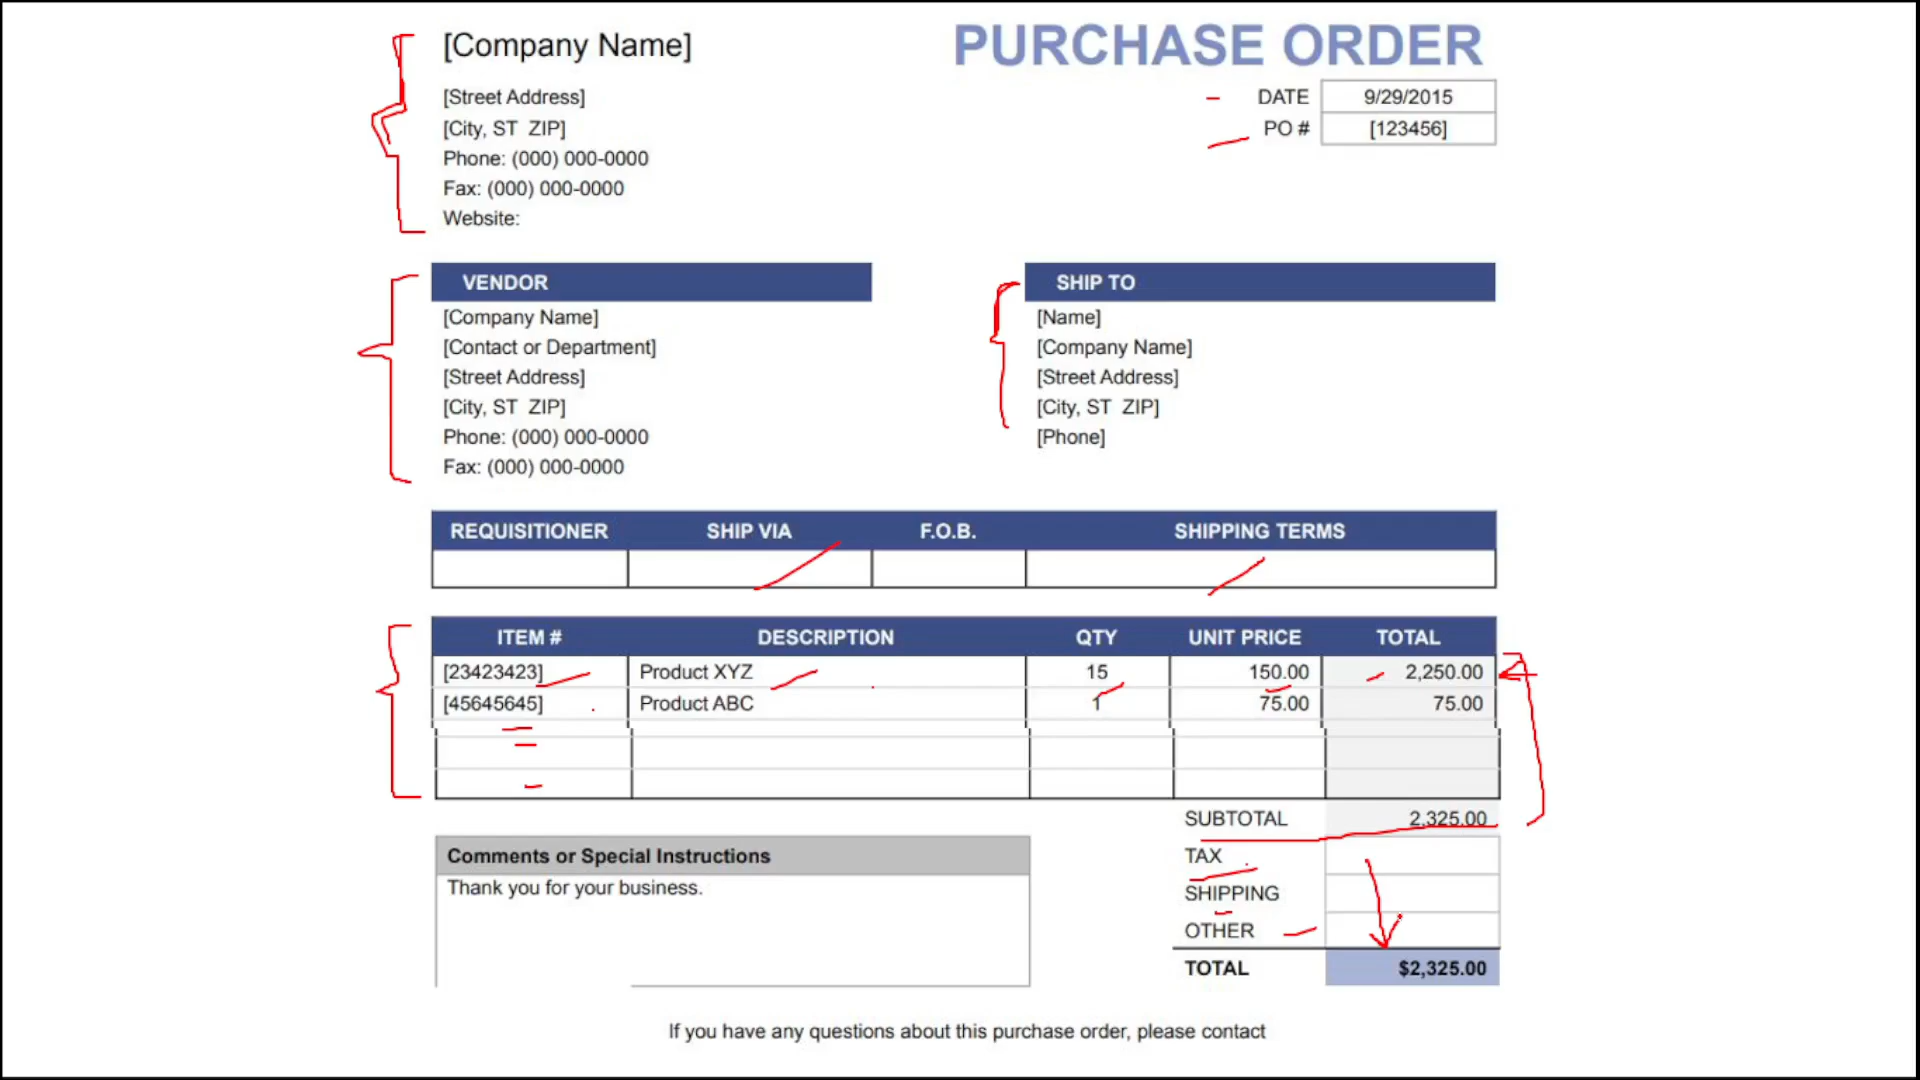 [Company Name]
PURCHASE ORDER
[Street Address]
DATE 9/29/2015
[City, ST  ZIP]
PO # [123456]
Phone: (000) 000-0000
Fax: (000) 000-0000
Website:
VENDOR
[Company Name]
[Contact or Department]
[Street Address]
[City, ST  ZIP]
Phone: (000) 000-0000
Fax: (000) 000-0000
SHIP TO
[Name]
[Company Name]
[Street Address]
[City, ST  ZIP]
[Phone]
REQUISITIONER SHIP VIA F.O.B. SHIPPING TERMS
ITEM # DESCRIPTION QTY UNIT PRICE TOTAL
[23423423] Product XYZ 15 150.00 2,250.00
[45645645] Product ABC 1 75.00 75.00
SUBTOTAL 2,325.00
TAX
SHIPPING
OTHER
TOTAL $2,325.00
Comments or Special Instructions
Thank you for your business.
If you have any questions about this purchase order, please contact